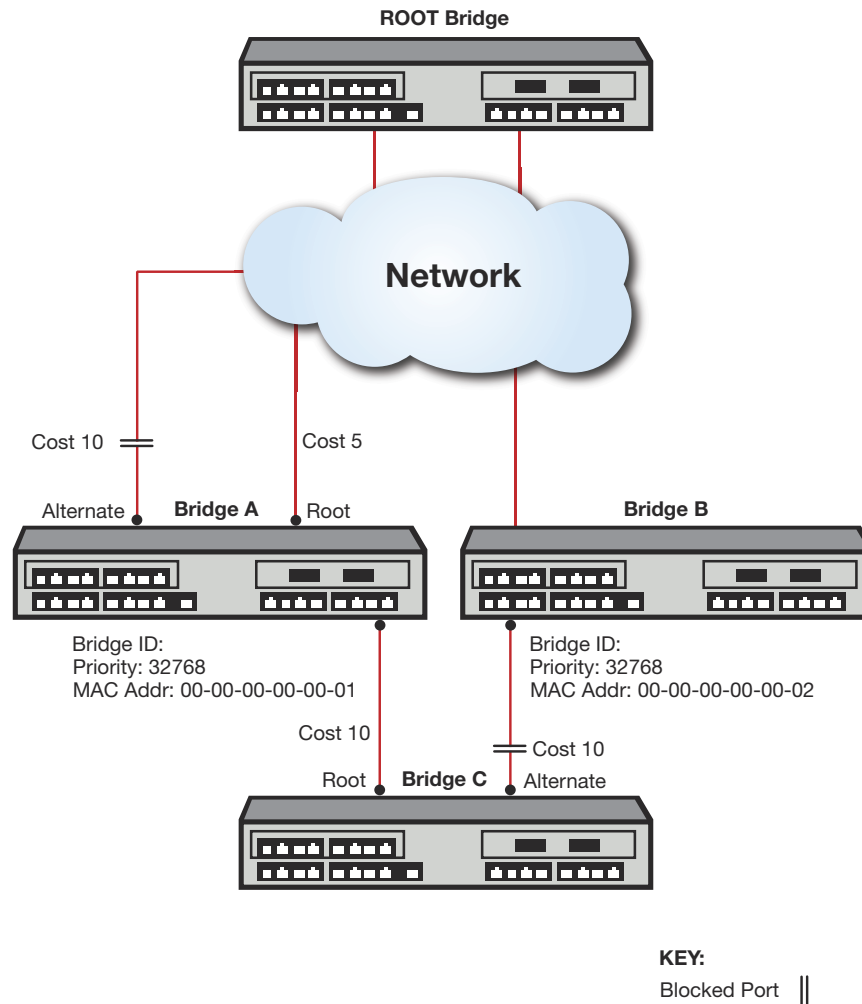 ROOT Bridge
Network
Cost 10
Cost 5
Alternate
Bridge A
Root
Bridge B
Bridge ID:
Priority: 32768
MAC Addr: 00-00-00-00-00-01
Bridge ID:
Priority: 32768
MAC Addr: 00-00-00-00-00-02
Cost 10
Cost 10
Root
Bridge C
Alternate
KEY:
Blocked Port